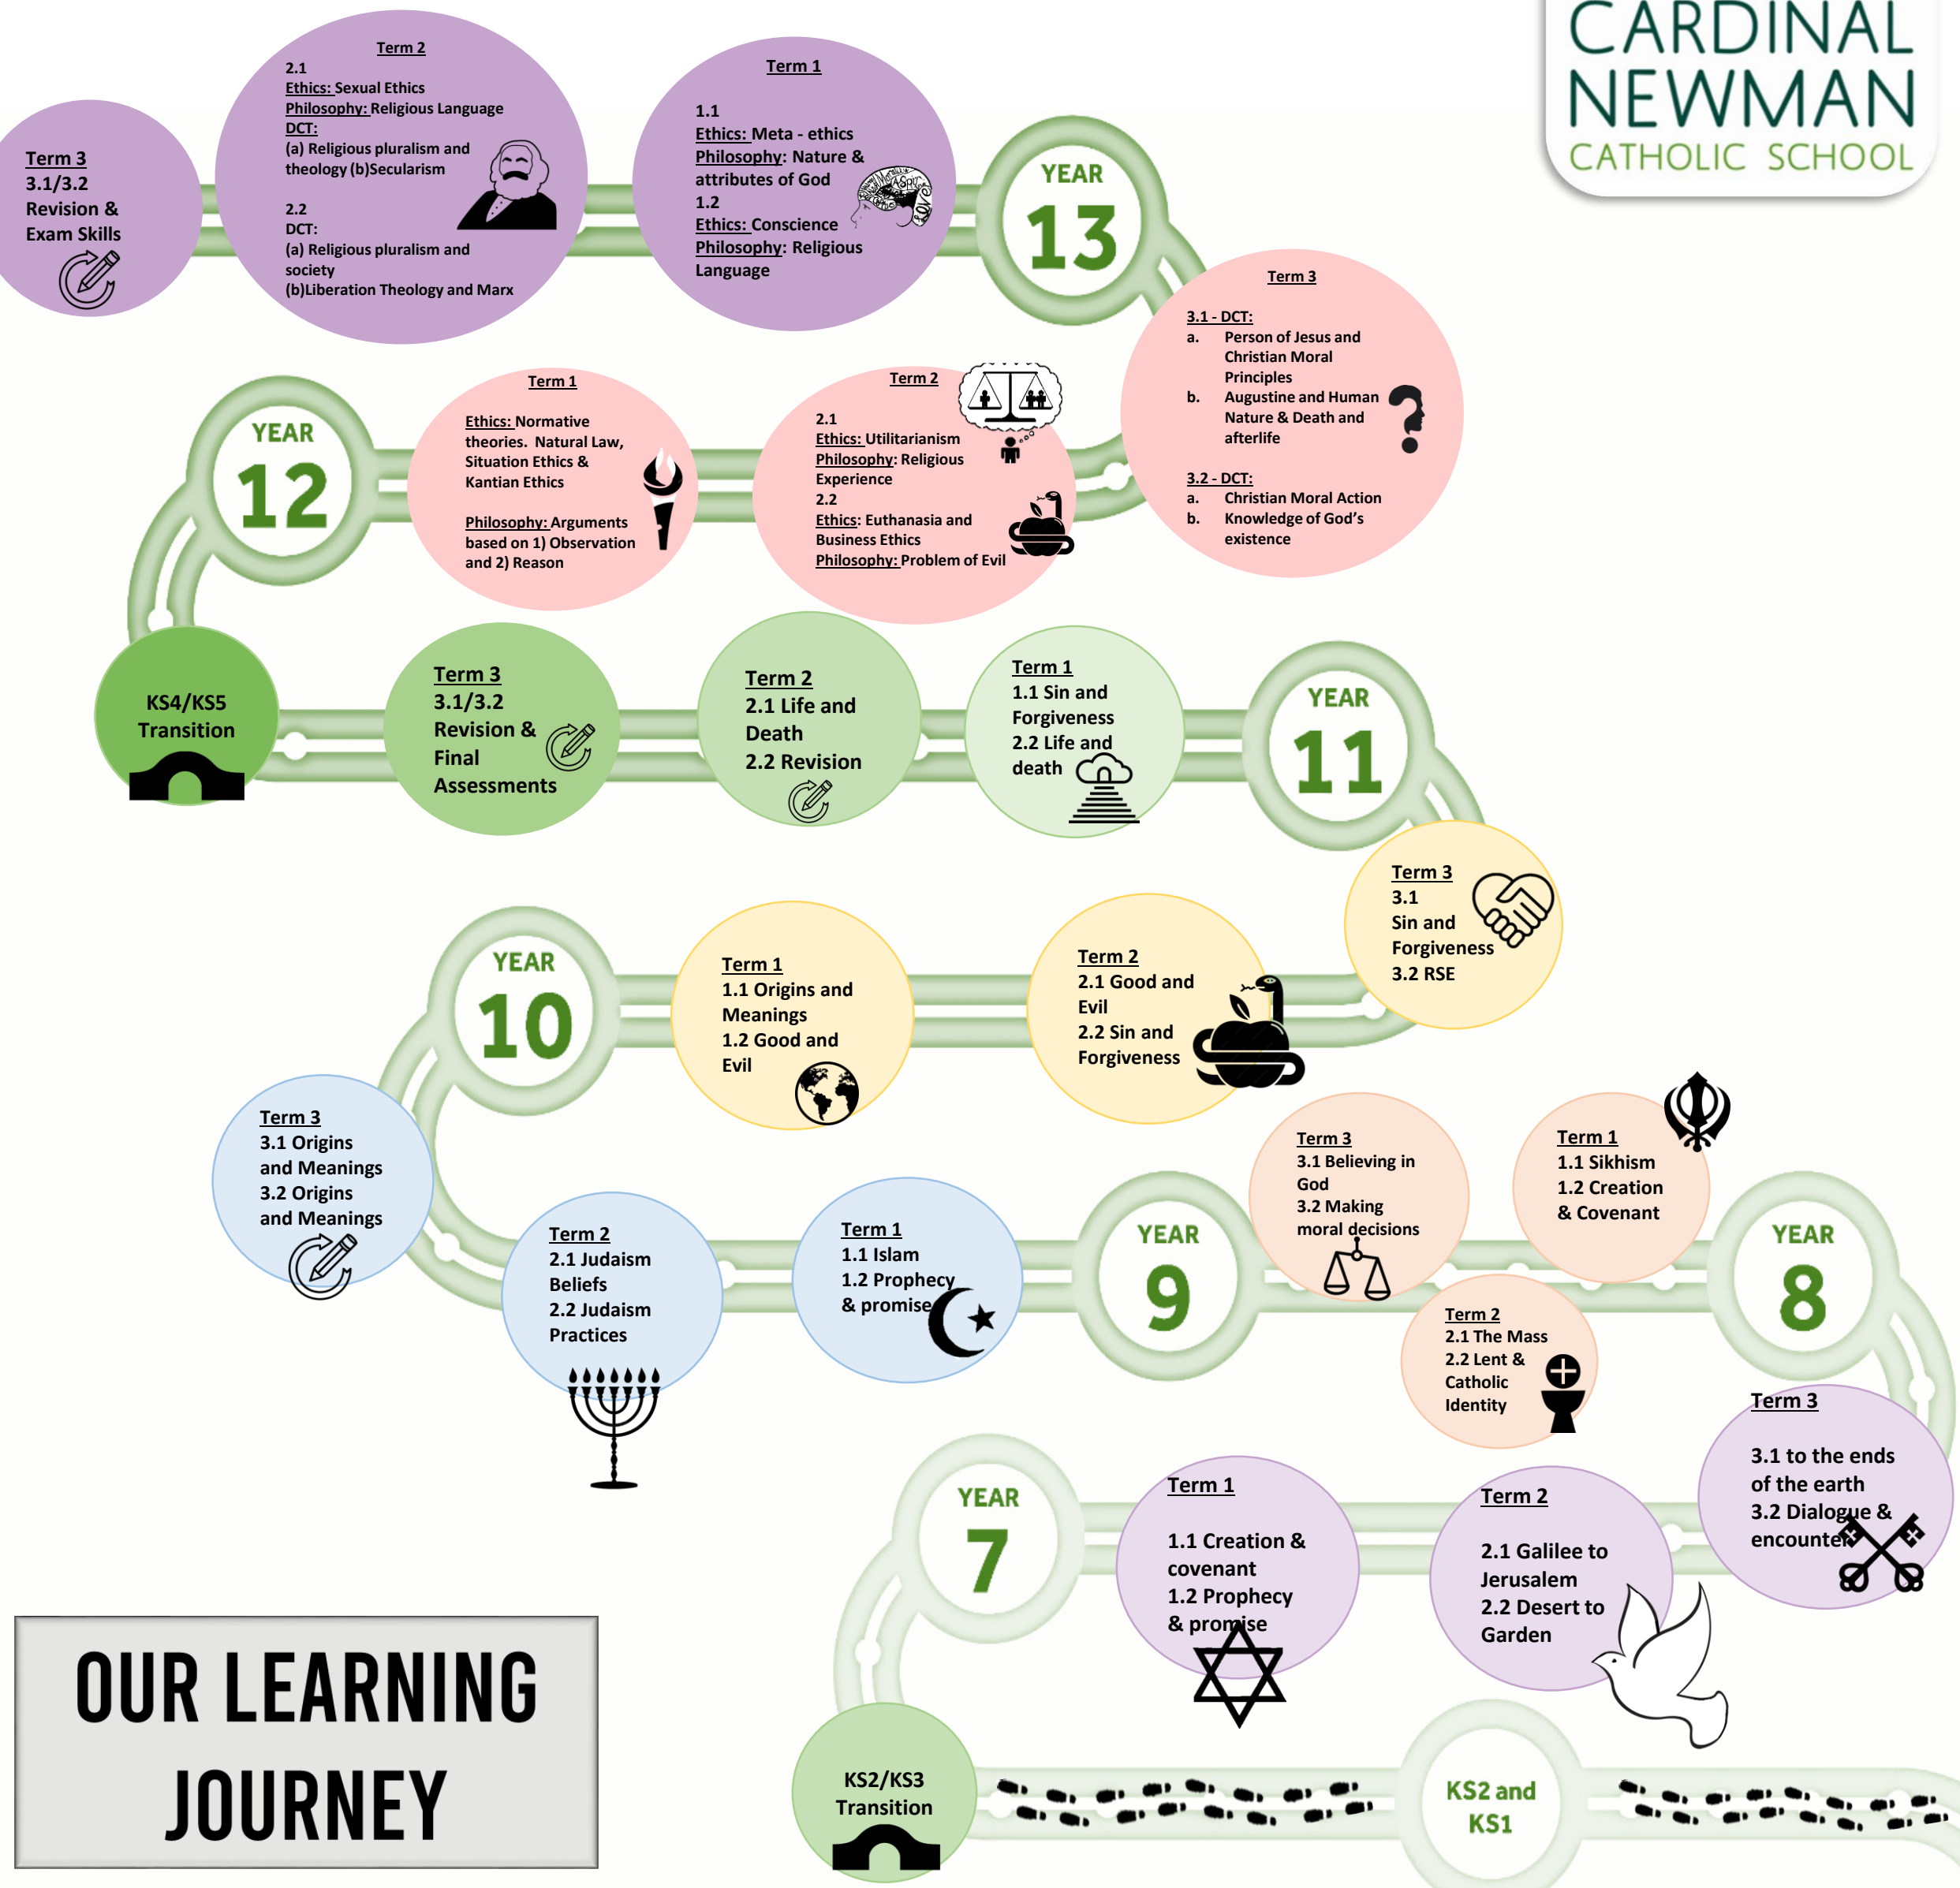 CARDINAL
NEWMAN
CATHOLIC SCHOOL
Term 3
3.1/3.2
Revision &
Exam Skills
Term 2
2.1
Ethics: Sexual Ethics
Philosophy: Religious Language
DCT:
(a) Religious pluralism and
theology (b)Secularism
2.2
DCT:
(a) Religious pluralism and
society
(b)Liberation Theology and Marx
Term 1
1.1
Ethics: Meta - ethics
Philosophy: Nature &
attributes of God
1.2
Ethics: Conscience
Philosophy: Religious
Language
YEAR
13
Term 3
3.1 - DCT:
a. Person of Jesus and
Christian Moral
Principles
b. Augustine and Human
Nature & Death and
afterlife
3.2 - DCT:
a. Christian Moral Action
b. Knowledge of God's
existence
YEAR
12
Term 1
Ethics: Normative
theories. Natural Law,
Situation Ethics &
Kantian Ethics
Philosophy: Arguments
based on 1) Observation
and 2) Reason
Term 2
2.1
Ethics: Utilitarianism
Philosophy: Religious
Experience
2.2
Ethics: Euthanasia and
Business Ethics
Philosophy: Problem of Evil
KS4/KS5
Transition
Term 3
3.1/3.2
Revision &
Final
Assessments
Term 2
2.1 Life and
Death
2.2 Revision
Term 1
1.1 Sin and
Forgiveness
2.2 Life and
death
YEAR
11
Term 3
3.1
Sin and
Forgiveness
3.2 RSE
YEAR
10
Term 1
1.1 Origins and
Meanings
1.2 Good and
Evil
Term 2
2.1 Good and
Evil
2.2 Sin and
Forgiveness
Term 3
3.1 Origins
and Meanings
3.2 Origins
and Meanings
Term 2
2.1 Judaism
Beliefs
2.2 Judaism
Practices
Term 1
1.1 Islam
1.2 Prophecy
& promise
YEAR
9
Term 3
3.1 Believing in
God
3.2 Making
moral decisions
Term 1
1.1 Sikhism
1.2 Creation
& Covenant
Term 2
2.1 The Mass
2.2 Lent &
Catholic
Identity
YEAR
8
Term 3
3.1 to the ends
of the earth
3.2 Dialogue &
encounter
YEAR
7
Term 1
1.1 Creation &
covenant
1.2 Prophecy
& promise
Term 2
2.1 Galilee to
Jerusalem
2.2 Desert to
Garden
OUR LEARNING
JOURNEY
KS2/KS3
Transition
KS2 and
KS1